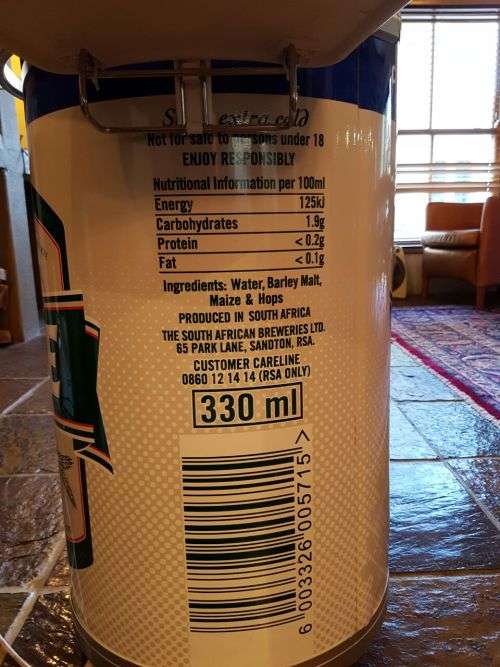 extra cold
Not for sale to persons under 18
ENJOY RESPONSIBLY
Nutritional Information per 100ml
Energy 125kj
Carbohydrates 1.9g
Protein < 0.2g
Fat < 0.1g
Ingredients: Water, Barley Malt,
Maize & Hops
PRODUCED IN SOUTH AFRICA
THE SOUTH AFRICAN BREWERIES LTD.
65 PARK LANE, SANDTON, RSA.
CUSTOMER CARELINE
0860 12 14 14 (RSA ONLY)
330 ml
6 003326 005715 >